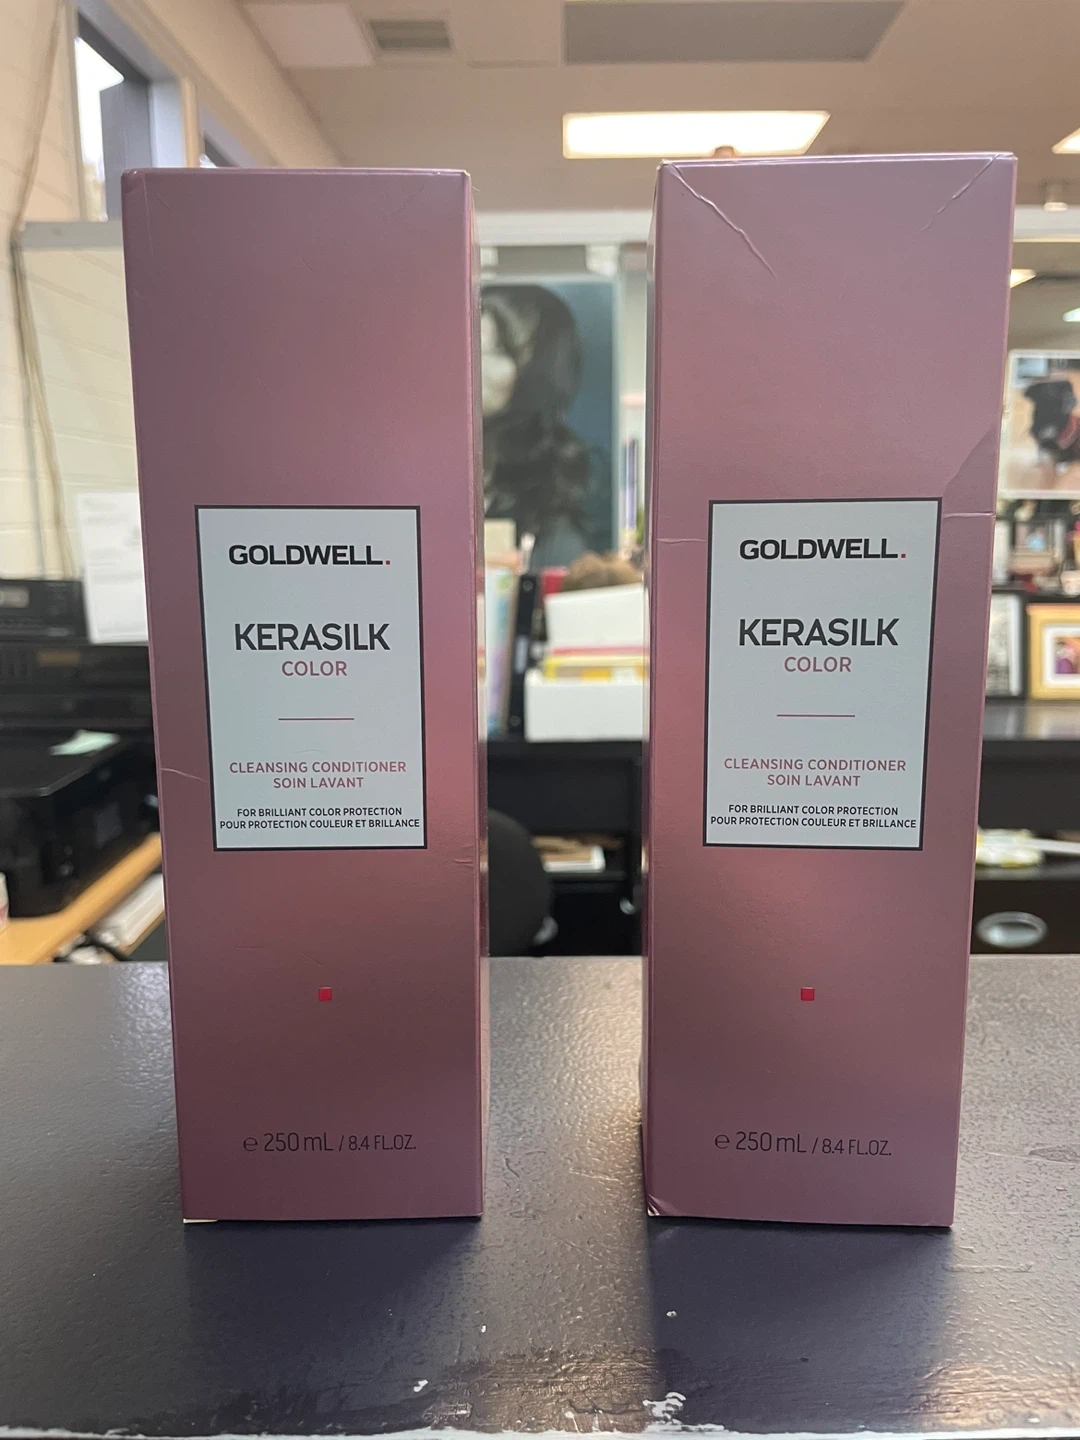 GOLDWELL.
KERASILK
COLOR
CLEANSING CONDITIONER
SOIN LAVANT
FOR BRILLIANT COLOR PROTECTION
POUR PROTECTION COULEUR ET BRILLANCE
℮ 250 mL / 8.4 FL.OZ.
GOLDWELL.
KERASILK
COLOR
CLEANSING CONDITIONER
SOIN LAVANT
FOR BRILLIANT COLOR PROTECTION
POUR PROTECTION COULEUR ET BRILLANCE
℮ 250 mL / 8.4 FL.OZ.